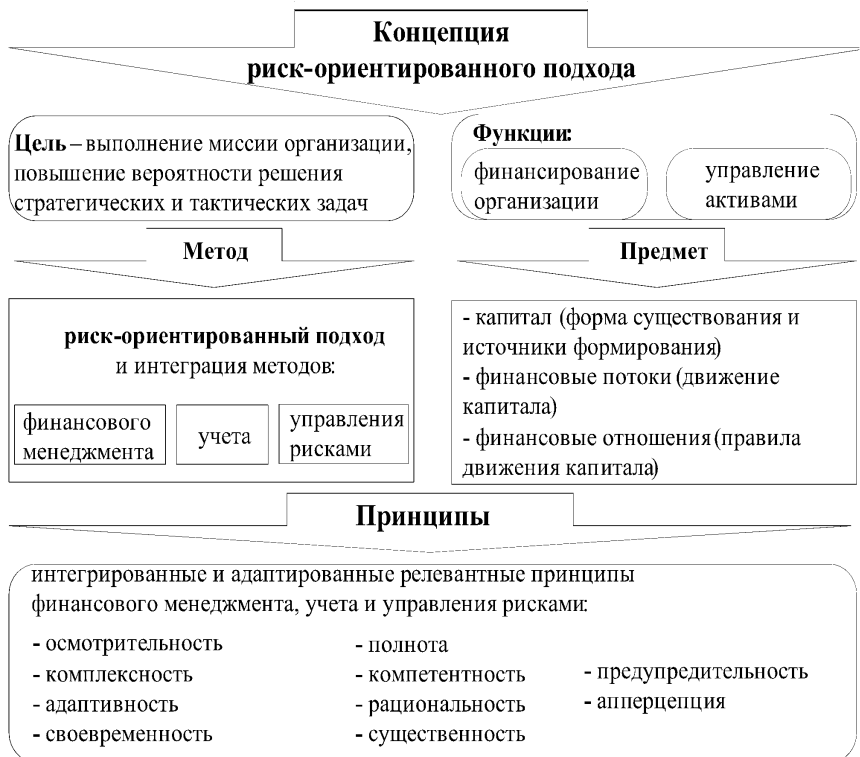 Концепция
риск-ориентированного подхода
Цель – выполнение миссии организации,
повышение вероятности решения
стратегических и тактических задач
Функции:
финансирование
организации
управление
активами
Метод
риск-ориентированный подход
и интеграция методов:
финансового
менеджмента
учета
управления
рисками
Предмет
- капитал (форма существования и
источники формирования)
- финансовые потоки (движение
капитала)
- финансовые отношения (правила
движения капитала)
Принципы
интегрированные и адаптированные релевантные принципы
финансового менеджмента, учета и управления рисками:
- осмотрительность
- комплексность
- адаптивность
- своевременность
- полнота
- компетентность
- рациональность
- существенность
- предупредительность
- апперцепция